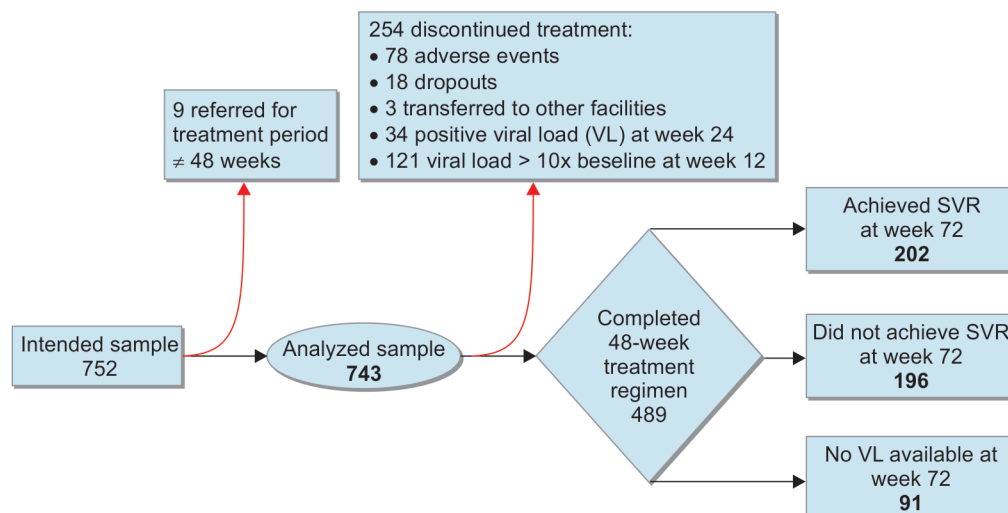 254 discontinued treatment:
• 78 adverse events
• 18 dropouts
• 3 transferred to other facilities
• 34 positive viral load (VL) at week 24
• 121 viral load > 10x beseline at week 12
9 referred for
treatment period
≠ 48 weeks
Intended sample
752
Analyzed sample
743
Completed
48-week
treatment
regimen
489
Achieved SVR
at week 72
202
Did not achieve SVR
at week 72
196
No VL available at
week 72
91